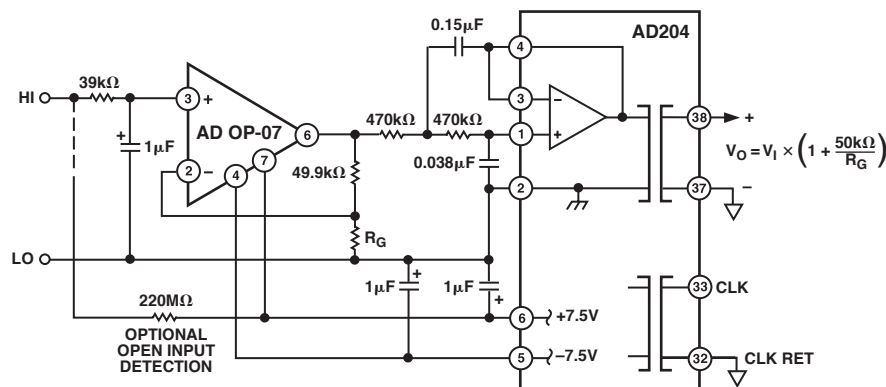 0.15µF
AD204
4
39kΩ
HI
3
+
AD OP-07
6
470kΩ
470kΩ
3
–
1
+
38
+
+
1µF
7
4
2
–
49.9kΩ
0.038µF
2
V_O = V_I × (1 + 50kΩ/R_G)
37
–
R_G
LO
1µF
+
1µF
+
33
CLK
220MΩ
6
+7.5V
OPTIONAL
OPEN INPUT
DETECTION
5
–7.5V
32
CLK RET